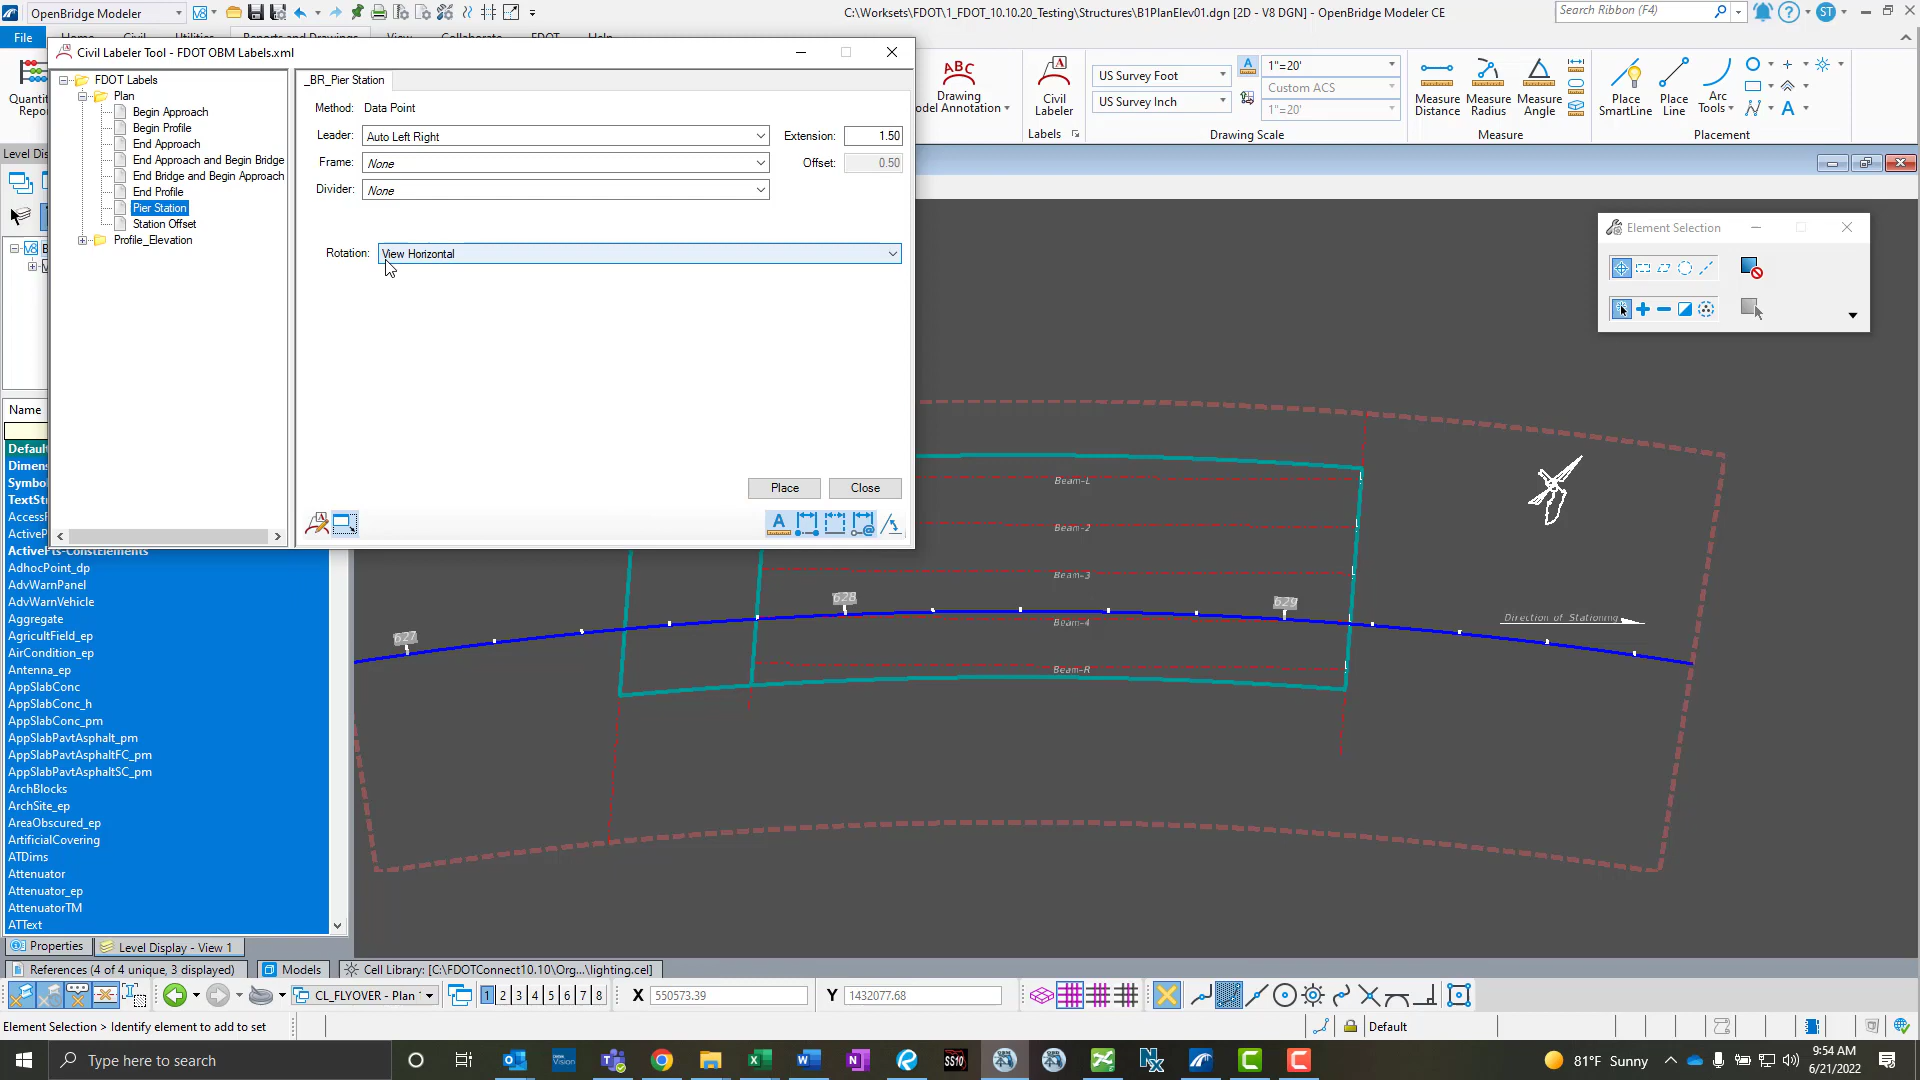 OpenBridge Modeler
C:\Worksets\FDOT\1_FDOT_10.10.20_Testing\Structures\B1PlanElev01.dgn [2D - V8 DGN] - OpenBridge Modeler CE
Search Ribbon (F4)
ST
File
Civil Labeler Tool - FDOT OBM Labels.xml
FDOT Labels
Plan
Begin Approach
Begin Profile
End Approach
End Approach and Begin Bridge
End Bridge and Begin Approach
End Profile
Pier Station
Station Offset
Profile_Elevation
_BR_Pier Station
Method: Data Point
Leader: Auto Left Right
Extension: 1.50
Frame: None
Offset: 0.50
Divider: None
Rotation: View Horizontal
Place
Close
Drawing
Model Annotation
Civil
Labeler
Labels
US Survey Foot
US Survey Inch
1"=20'
Custom ACS
1"=20'
Drawing Scale
Measure
Distance
Measure
Radius
Measure
Angle
Measure
Place
SmartLine
Place
Line
Arc
Tools
Placement
Element Selection
Name
Default
ActivePts-ConstElements
AdhocPoint_dp
AdvWarnPanel
AdvWarnVehicle
Aggregate
AgricultField_ep
AirCondition_ep
Antenna_ep
AppSlabConc
AppSlabConc_h
AppSlabConc_pm
AppSlabPavtAsphalt_pm
AppSlabPavtAsphaltFC_pm
AppSlabPavtAsphaltSC_pm
ArchBlocks
ArchSite_ep
AreaObscured_ep
ArtificialCovering
ATDims
Attenuator
Attenuator_ep
AttenuatorTM
ATText
Beam-L
Beam-2
Beam-3
Beam-4
Beam-R
627
628
629
Direction of Stationing
Properties
Level Display - View 1
References (4 of 4 unique, 3 displayed)
Models
Cell Library: [C:\FDOTConnect10.10\Org...\lighting.cel]
CL_FLYOVER - Plan
1 2 3 4 5 6 7 8
X 550573.39
Y 1432077.68
Element Selection > Identify element to add to set
Default
Type here to search
81°F Sunny
9:54 AM
6/21/2022